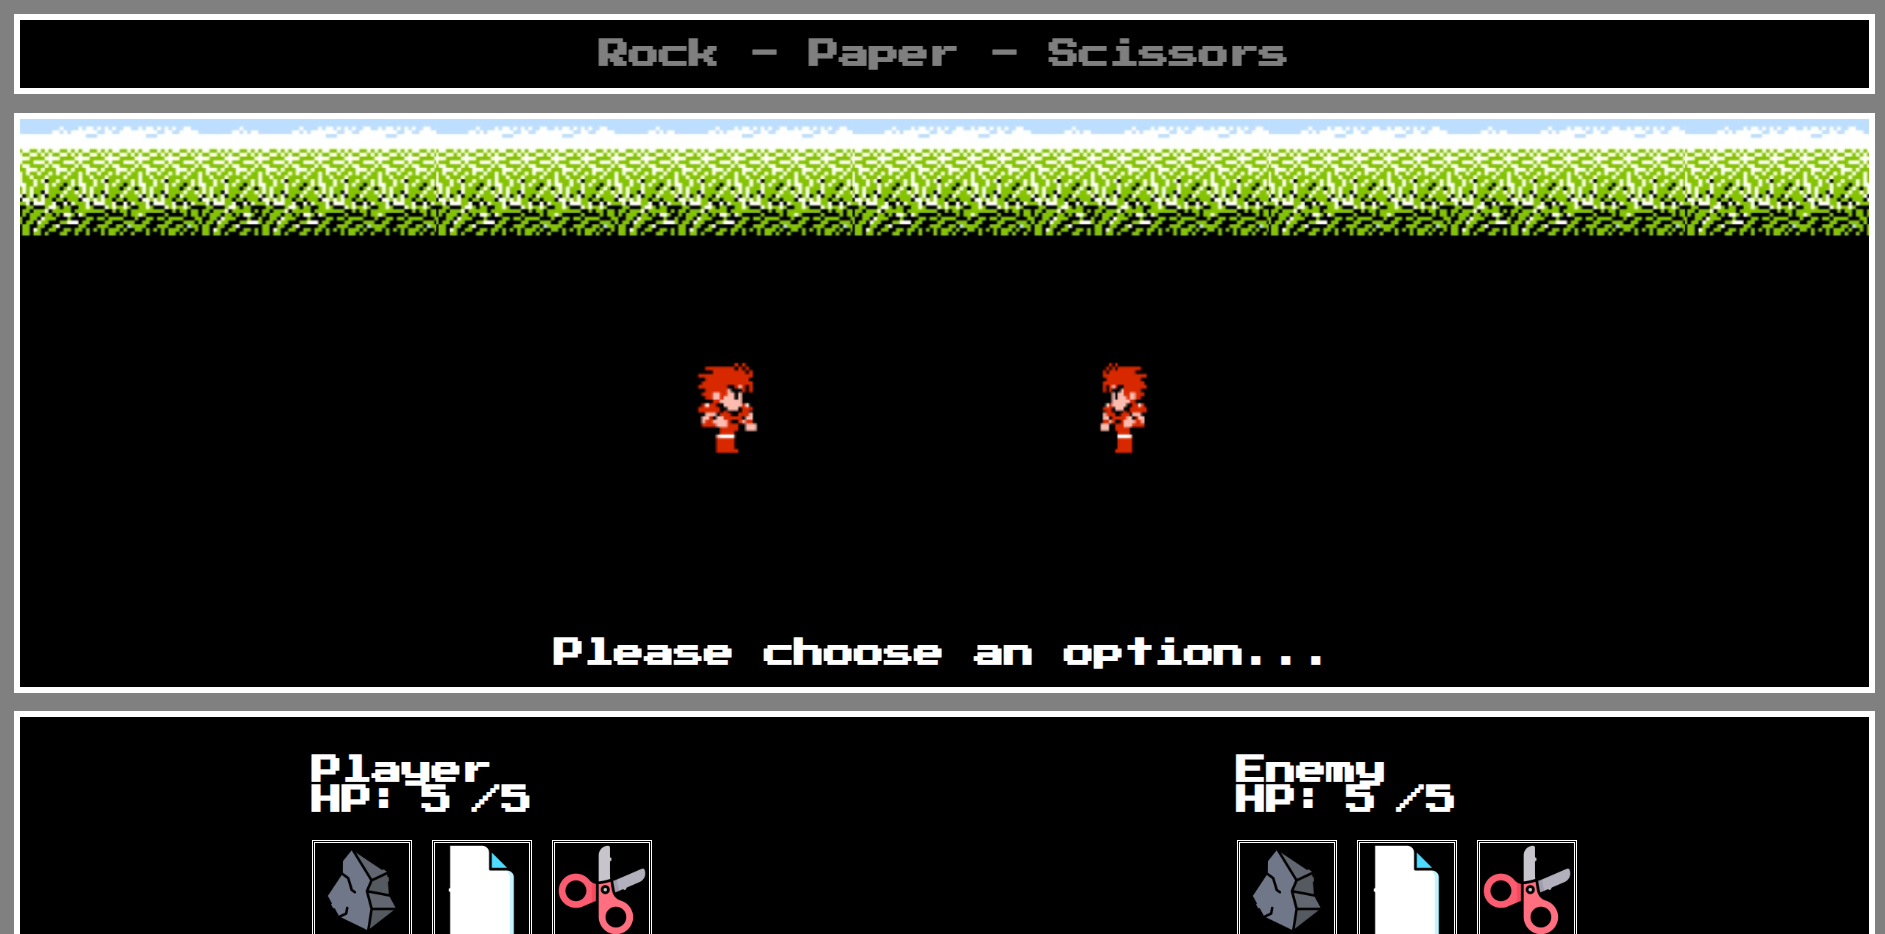 Rock - Paper - Scissors
Please choose an option...
Player
HP: 5 /5
Enemy
HP: 5 /5